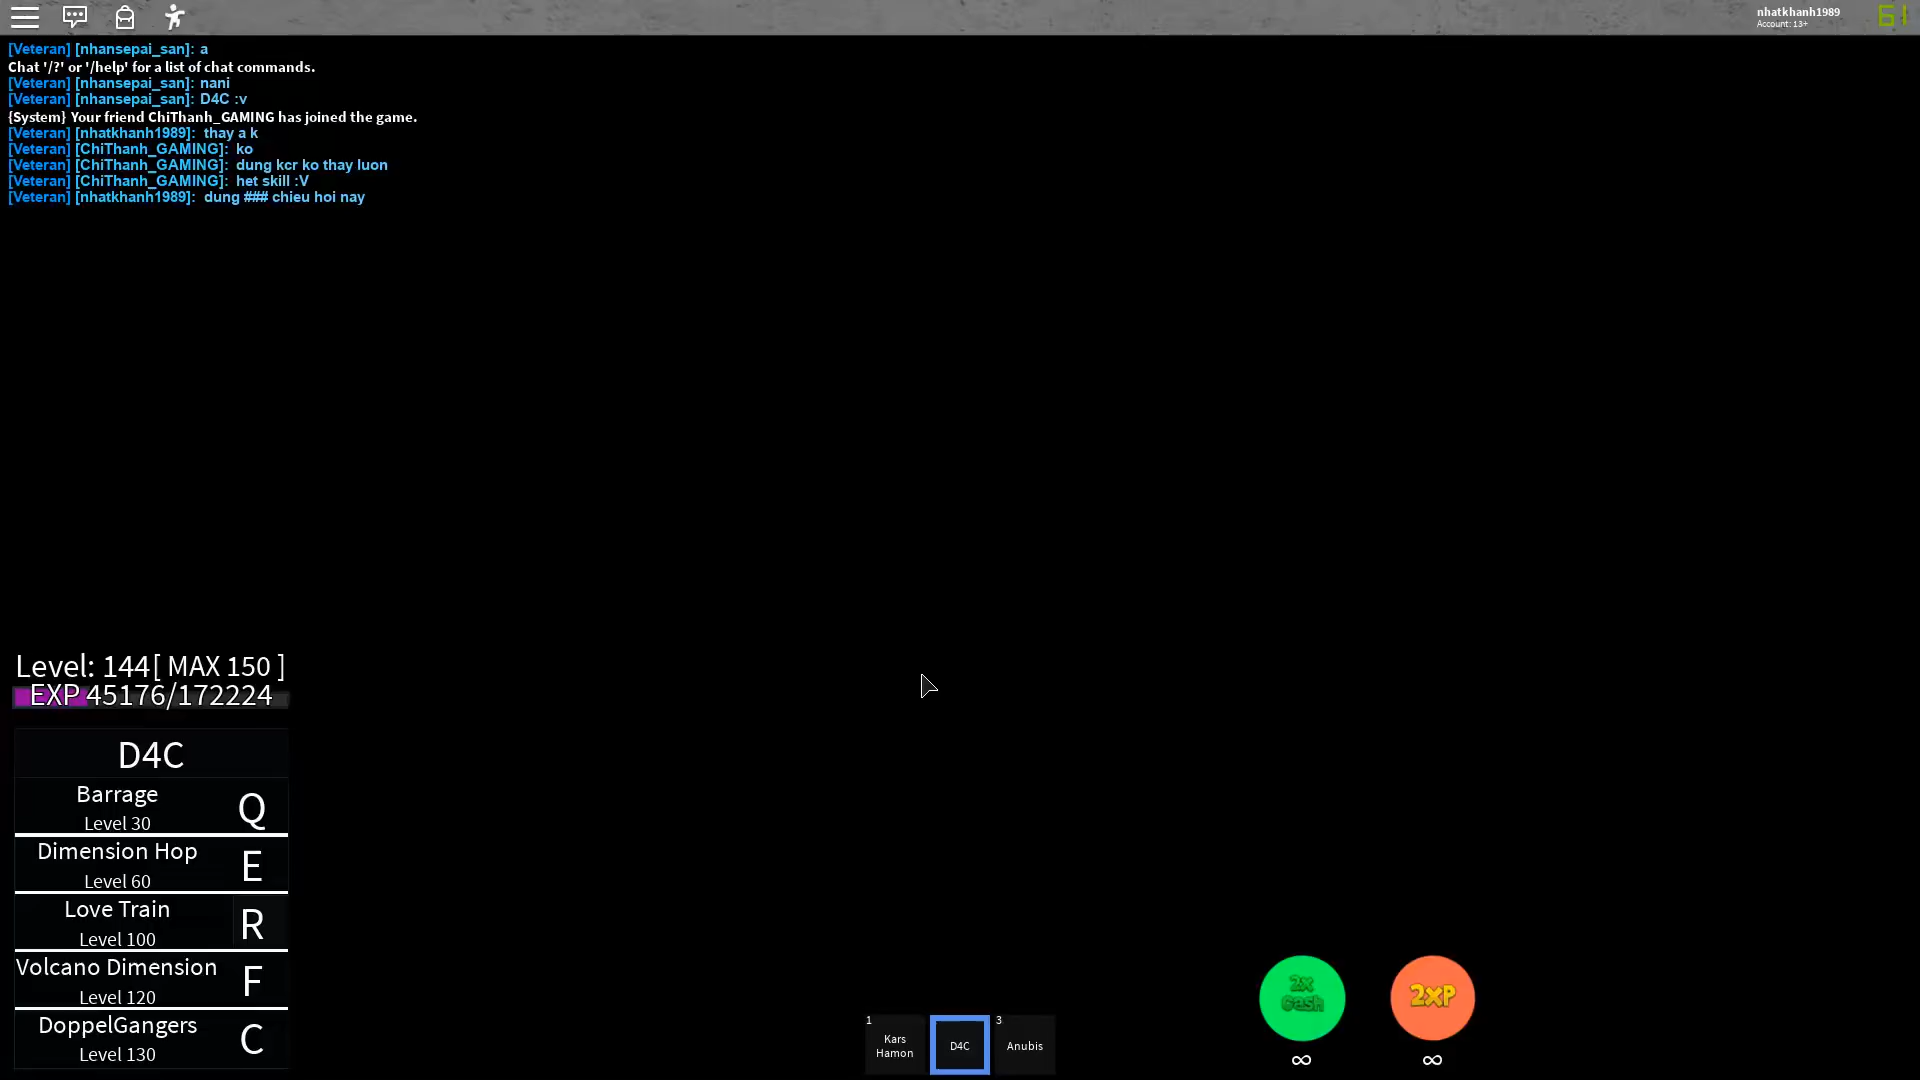 nhatkhanh1989
Account: 13+
61
[Veteran] [nhansepai_san]: a
Chat '/?' or '/help' for a list of chat commands.
[Veteran] [nhansepai_san]: nani
[Veteran] [nhansepai_san]: D4C :v
{System} Your friend ChiThanh_GAMING has joined the game.
[Veteran] [nhatkhanh1989]: thay a k
[Veteran] [ChiThanh_GAMING]: ko
[Veteran] [ChiThanh_GAMING]: dung kcr ko thay luon
[Veteran] [ChiThanh_GAMING]: het skill :V
[Veteran] [nhatkhanh1989]: dung ### chieu hoi nay
Level: 144[ MAX 150 ]
EXP 45176/172224
D4C
Barrage
Level 30
Q
Dimension Hop
Level 60
E
Love Train
Level 100
R
Volcano Dimension
Level 120
F
DoppelGangers
Level 130
C
1
Kars
Hamon
D4C
3
Anubis
2x
Cash
∞
2xP
∞